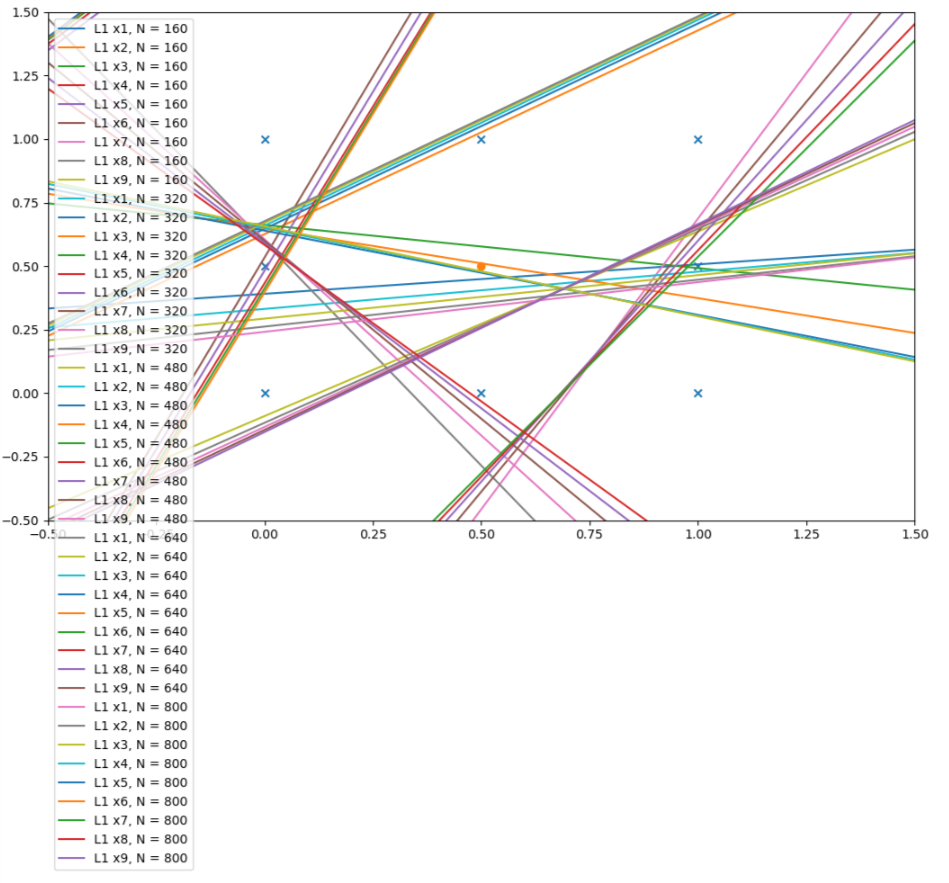 1.50
1.25
1.00
0.75
0.50
0.25
0.00
−0.25
−0.50
−0.50
−0.25
0.00
0.25
0.50
0.75
1.00
1.25
1.50
L1 x1, N = 160
L1 x2, N = 160
L1 x3, N = 160
L1 x4, N = 160
L1 x5, N = 160
L1 x6, N = 160
L1 x7, N = 160
L1 x8, N = 160
L1 x9, N = 160
L1 x1, N = 320
L1 x2, N = 320
L1 x3, N = 320
L1 x4, N = 320
L1 x5, N = 320
L1 x6, N = 320
L1 x7, N = 320
L1 x8, N = 320
L1 x9, N = 320
L1 x1, N = 480
L1 x2, N = 480
L1 x3, N = 480
L1 x4, N = 480
L1 x5, N = 480
L1 x6, N = 480
L1 x7, N = 480
L1 x8, N = 480
L1 x9, N = 480
L1 x1, N = 640
L1 x2, N = 640
L1 x3, N = 640
L1 x4, N = 640
L1 x5, N = 640
L1 x6, N = 640
L1 x7, N = 640
L1 x8, N = 640
L1 x9, N = 640
L1 x1, N = 800
L1 x2, N = 800
L1 x3, N = 800
L1 x4, N = 800
L1 x5, N = 800
L1 x6, N = 800
L1 x7, N = 800
L1 x8, N = 800
L1 x9, N = 800